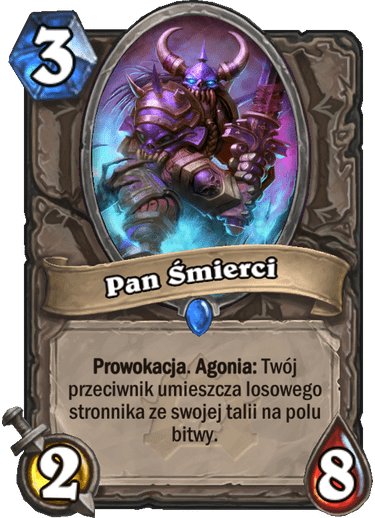 3
Pan Śmierci
Prowokacja. Agonia: Twój
przeciwnik umieszcza losowego
stronnika ze swojej talii na polu
bitwy.
2
8